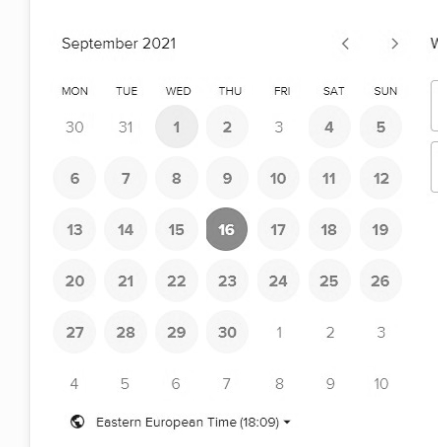 September 2021
MON TUE WED THU FRI SAT SUN
30 31 1 2 3 4 5
6 7 8 9 10 11 12
13 14 15 16 17 18 19
20 21 22 23 24 25 26
27 28 29 30 1 2 3
4 5 6 7 8 9 10
Eastern European Time (18:09)